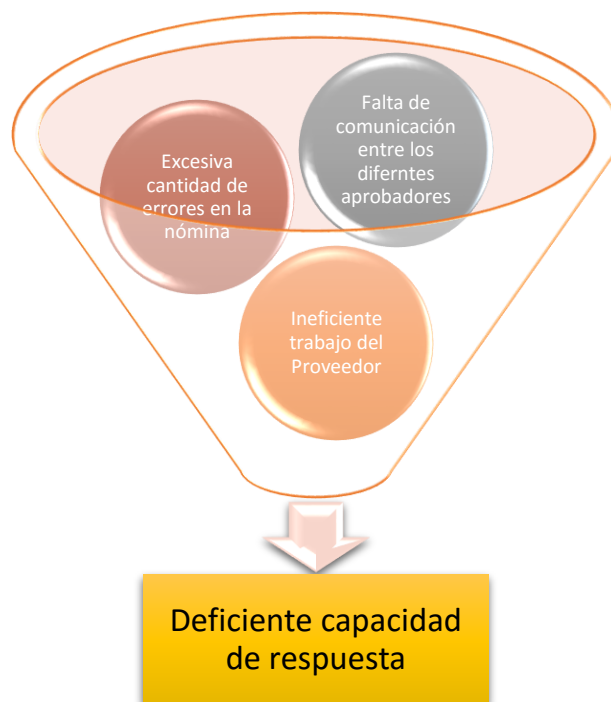 Falta de
comunicación
entre los
diferntes
aprobadores
Excesiva
cantidad de
errores en la
nómina
Ineficiente
trabajo del
Proveedor
Deficiente capacidad
de respuesta